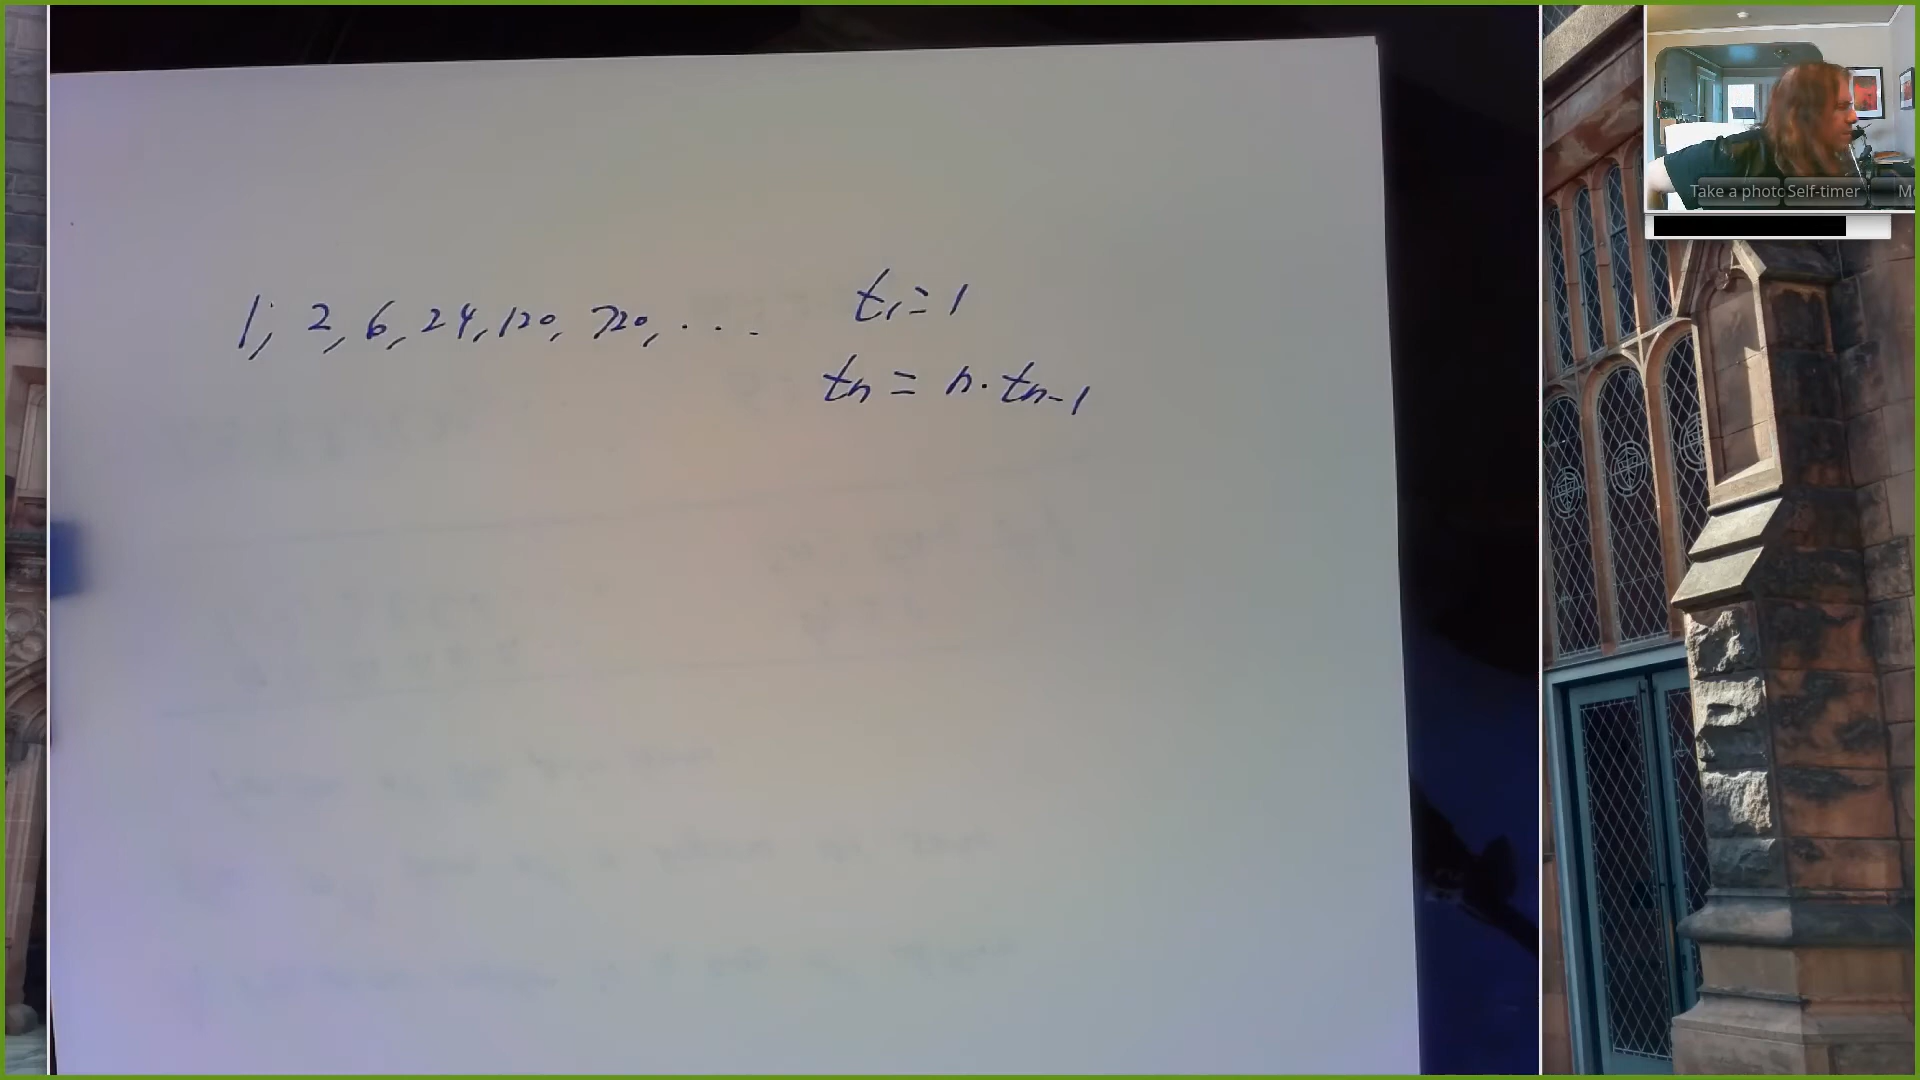 1, 2, 6, 24, 120, 720, . . .
t₁ = 1
tₙ = n · tₙ₋₁
Take a photo Self-timer